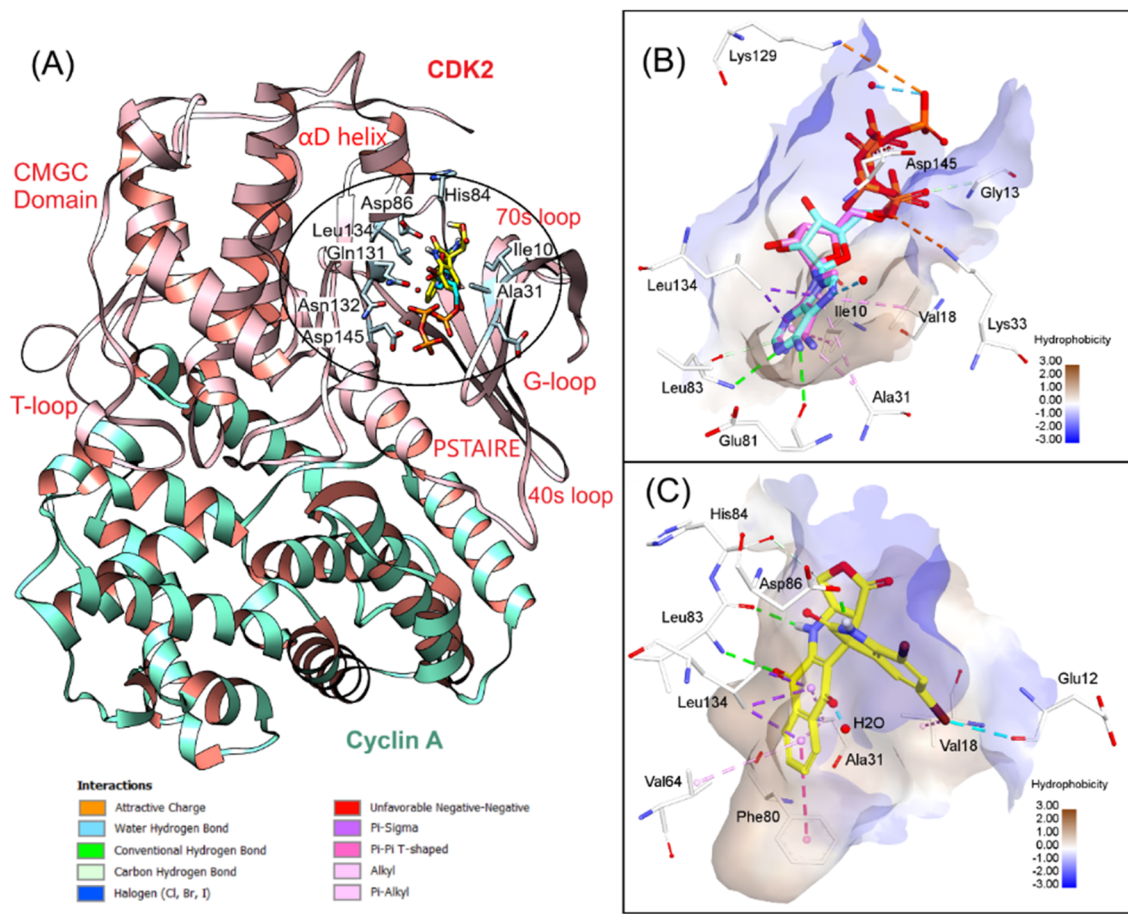 (A)
CDK2
αD helix
CMGC
Domain
His84
Asp86
70s loop
Leu134
Ile10
Gln131
Ala31
Asn132
Asp145
G-loop
T-loop
PSTAIRE
40s loop
Cyclin A
Interactions
Attractive Charge
Water Hydrogen Bond
Conventional Hydrogen Bond
Carbon Hydrogen Bond
Halogen (Cl, Br, I)
Unfavorable Negative-Negative
Pi-Sigma
Pi-Pi T-shaped
Alkyl
Pi-Alkyl
(B)
Lys129
Asp145
Gly13
Leu134
Ile10
Val18
Lys33
Leu83
Ala31
Glu81
Hydrophobicity
3.00
2.00
1.00
0.00
-1.00
-2.00
-3.00
(C)
His84
Asp86
Leu83
Glu12
Leu134
H2O
Val18
Ala31
Val64
Phe80
Hydrophobicity
3.00
2.00
1.00
0.00
-1.00
-2.00
-3.00